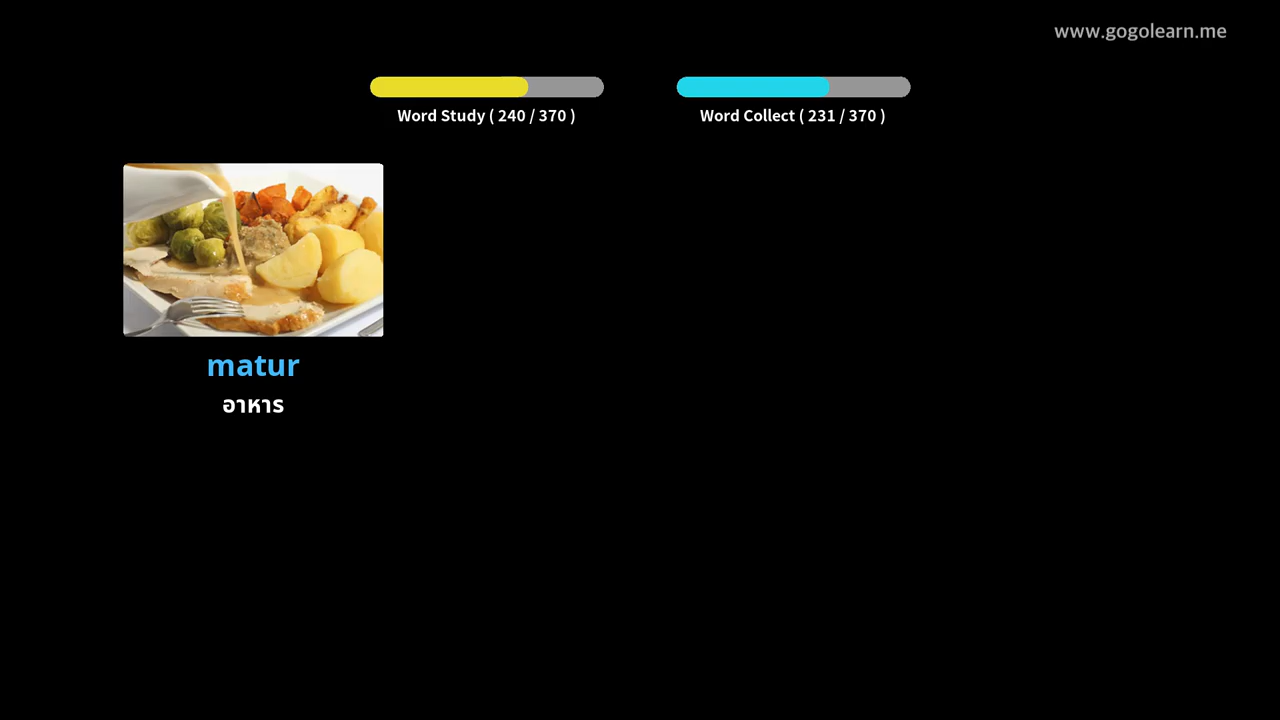 www.gogolearn.me
Word Study ( 240 / 370 )
Word Collect ( 231 / 370 )
matur
อาหาร